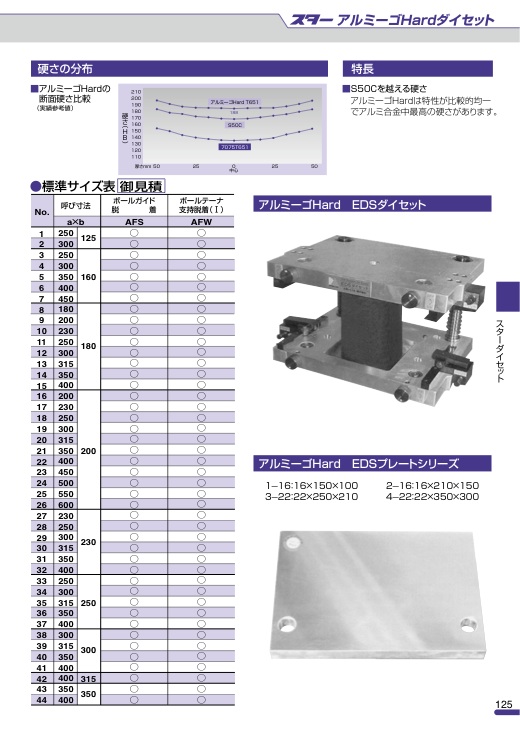 スター アルミーゴHardダイセット
硬さの分布
■アルミーゴHardの
断面硬さ比較
（実績参考値）
硬さ(HB)
210
200
190
180
170
160
150
140
130
120
110
アルミーゴHard T651
S50C
7075T651
厚さmm 50 25 0 25 50
中心
特長
■S50Cを越える硬さ
アルミーゴHardは特性が比較的均一
でアルミ合金中最高の硬さがあります。
●標準サイズ表 御見積
No. 呼び寸法 ボールガイド脱着 ボールテーナ支持脱着(Ⅰ)
a×b AFS AFW
1 250 125 ○ ○
2 300 ○ ○
3 250 160 ○ ○
4 300 ○ ○
5 350 ○ ○
6 400 ○ ○
7 450 ○ ○
8 180 180 ○ ○
9 200 ○ ○
10 230 ○ ○
11 250 ○ ○
12 300 ○ ○
13 315 ○ ○
14 350 ○ ○
15 400 ○ ○
16 200 200 ○ ○
17 230 ○ ○
18 250 ○ ○
19 300 ○ ○
20 315 ○ ○
21 350 ○ ○
22 400 ○ ○
23 450 ○ ○
24 500 ○ ○
25 550 ○ ○
26 600 ○ ○
27 230 230 ○ ○
28 250 ○ ○
29 300 ○ ○
30 315 ○ ○
31 350 ○ ○
32 400 ○ ○
33 250 250 ○ ○
34 300 ○ ○
35 315 ○ ○
36 350 ○ ○
37 400 ○ ○
38 300 300 ○ ○
39 315 ○ ○
40 350 ○ ○
41 400 ○ ○
42 400 315 ○ ○
43 350 350 ○ ○
44 400 ○ ○
アルミーゴHard EDSダイセット
スターダイセット
アルミーゴHard EDSプレートシリーズ
1−16:16×150×100 2−16:16×210×150
3−22:22×250×210 4−22:22×350×300
125